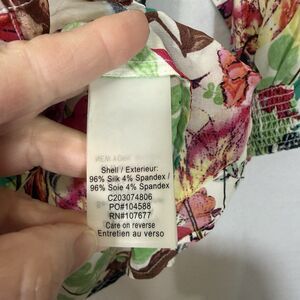 Shell / Exterieur:
96% Silk 4% Spandex /
96% Soie 4% Spandex
C203074806
PO#104588
RN#107677
Care on reverse
Entretien au verso